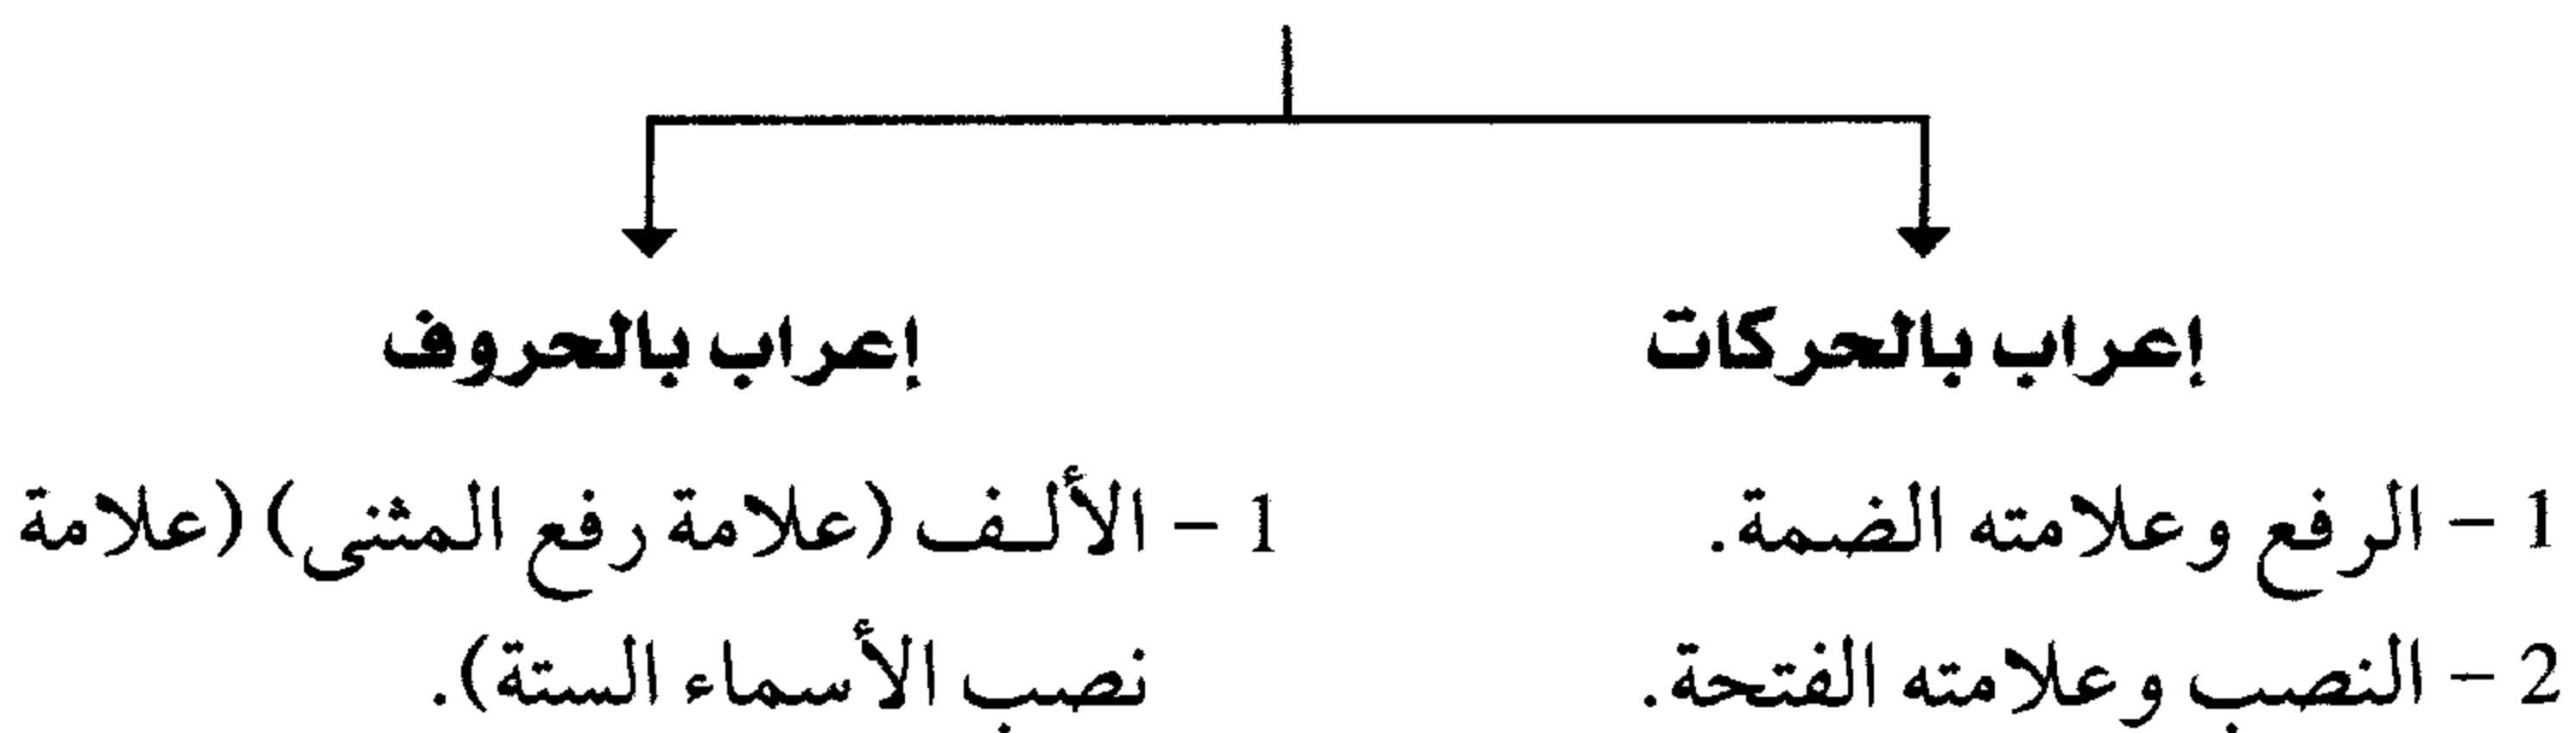 إعراب بالحركات
1 - الرفع وعلامته الضمة.
2 - النصب وعلامته الفتحة.
إعراب بالحروف
1 - الألف (علامة رفع المثنى) (علامة
نصب الأسماء الستة).